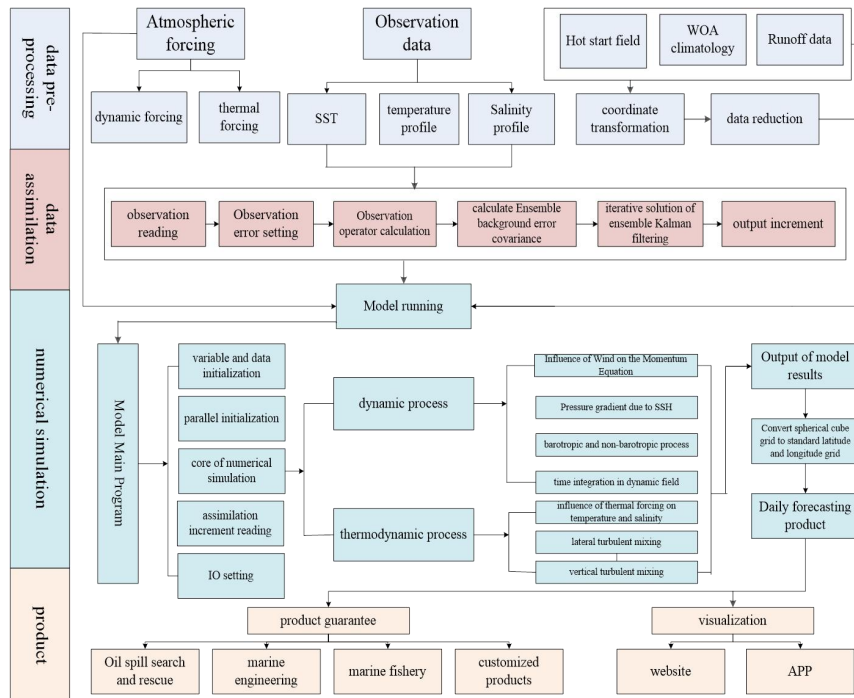 data pre-
processing
Atmospheric
forcing
Observation
data
Hot start field
WOA
climatology
Runoff data
dynamic forcing
thermal
forcing
SST
temperature
profile
Salinity
profile
coordinate
transformation
data reduction
data
assimilation
observation
reading
Observation
error setting
Observation
operator calculation
calculate Ensemble
background error
covariance
iterative solution of
ensemble Kalman
filtering
output increment
numerical simulation
Model running
Model Main Program
variable and data
initialization
parallel initialization
core of numerical
simulation
assimilation
increment reading
IO setting
dynamic process
thermodynamic process
Influence of Wind on the Momentum
Equation
Pressure gradient due to SSH
barotropic and non-barotropic process
time integration in dynamic field
influence of thermal forcing on
temperature and salinity
lateral turbulent mixing
vertical turbulent mixing
Output of model
results
Convert spherical cube
grid to standard latitude
and longitude grid
Daily forecasting
product
product
product guarantee
visualization
Oil spill search
and rescue
marine
engineering
marine fishery
customized
products
website
APP